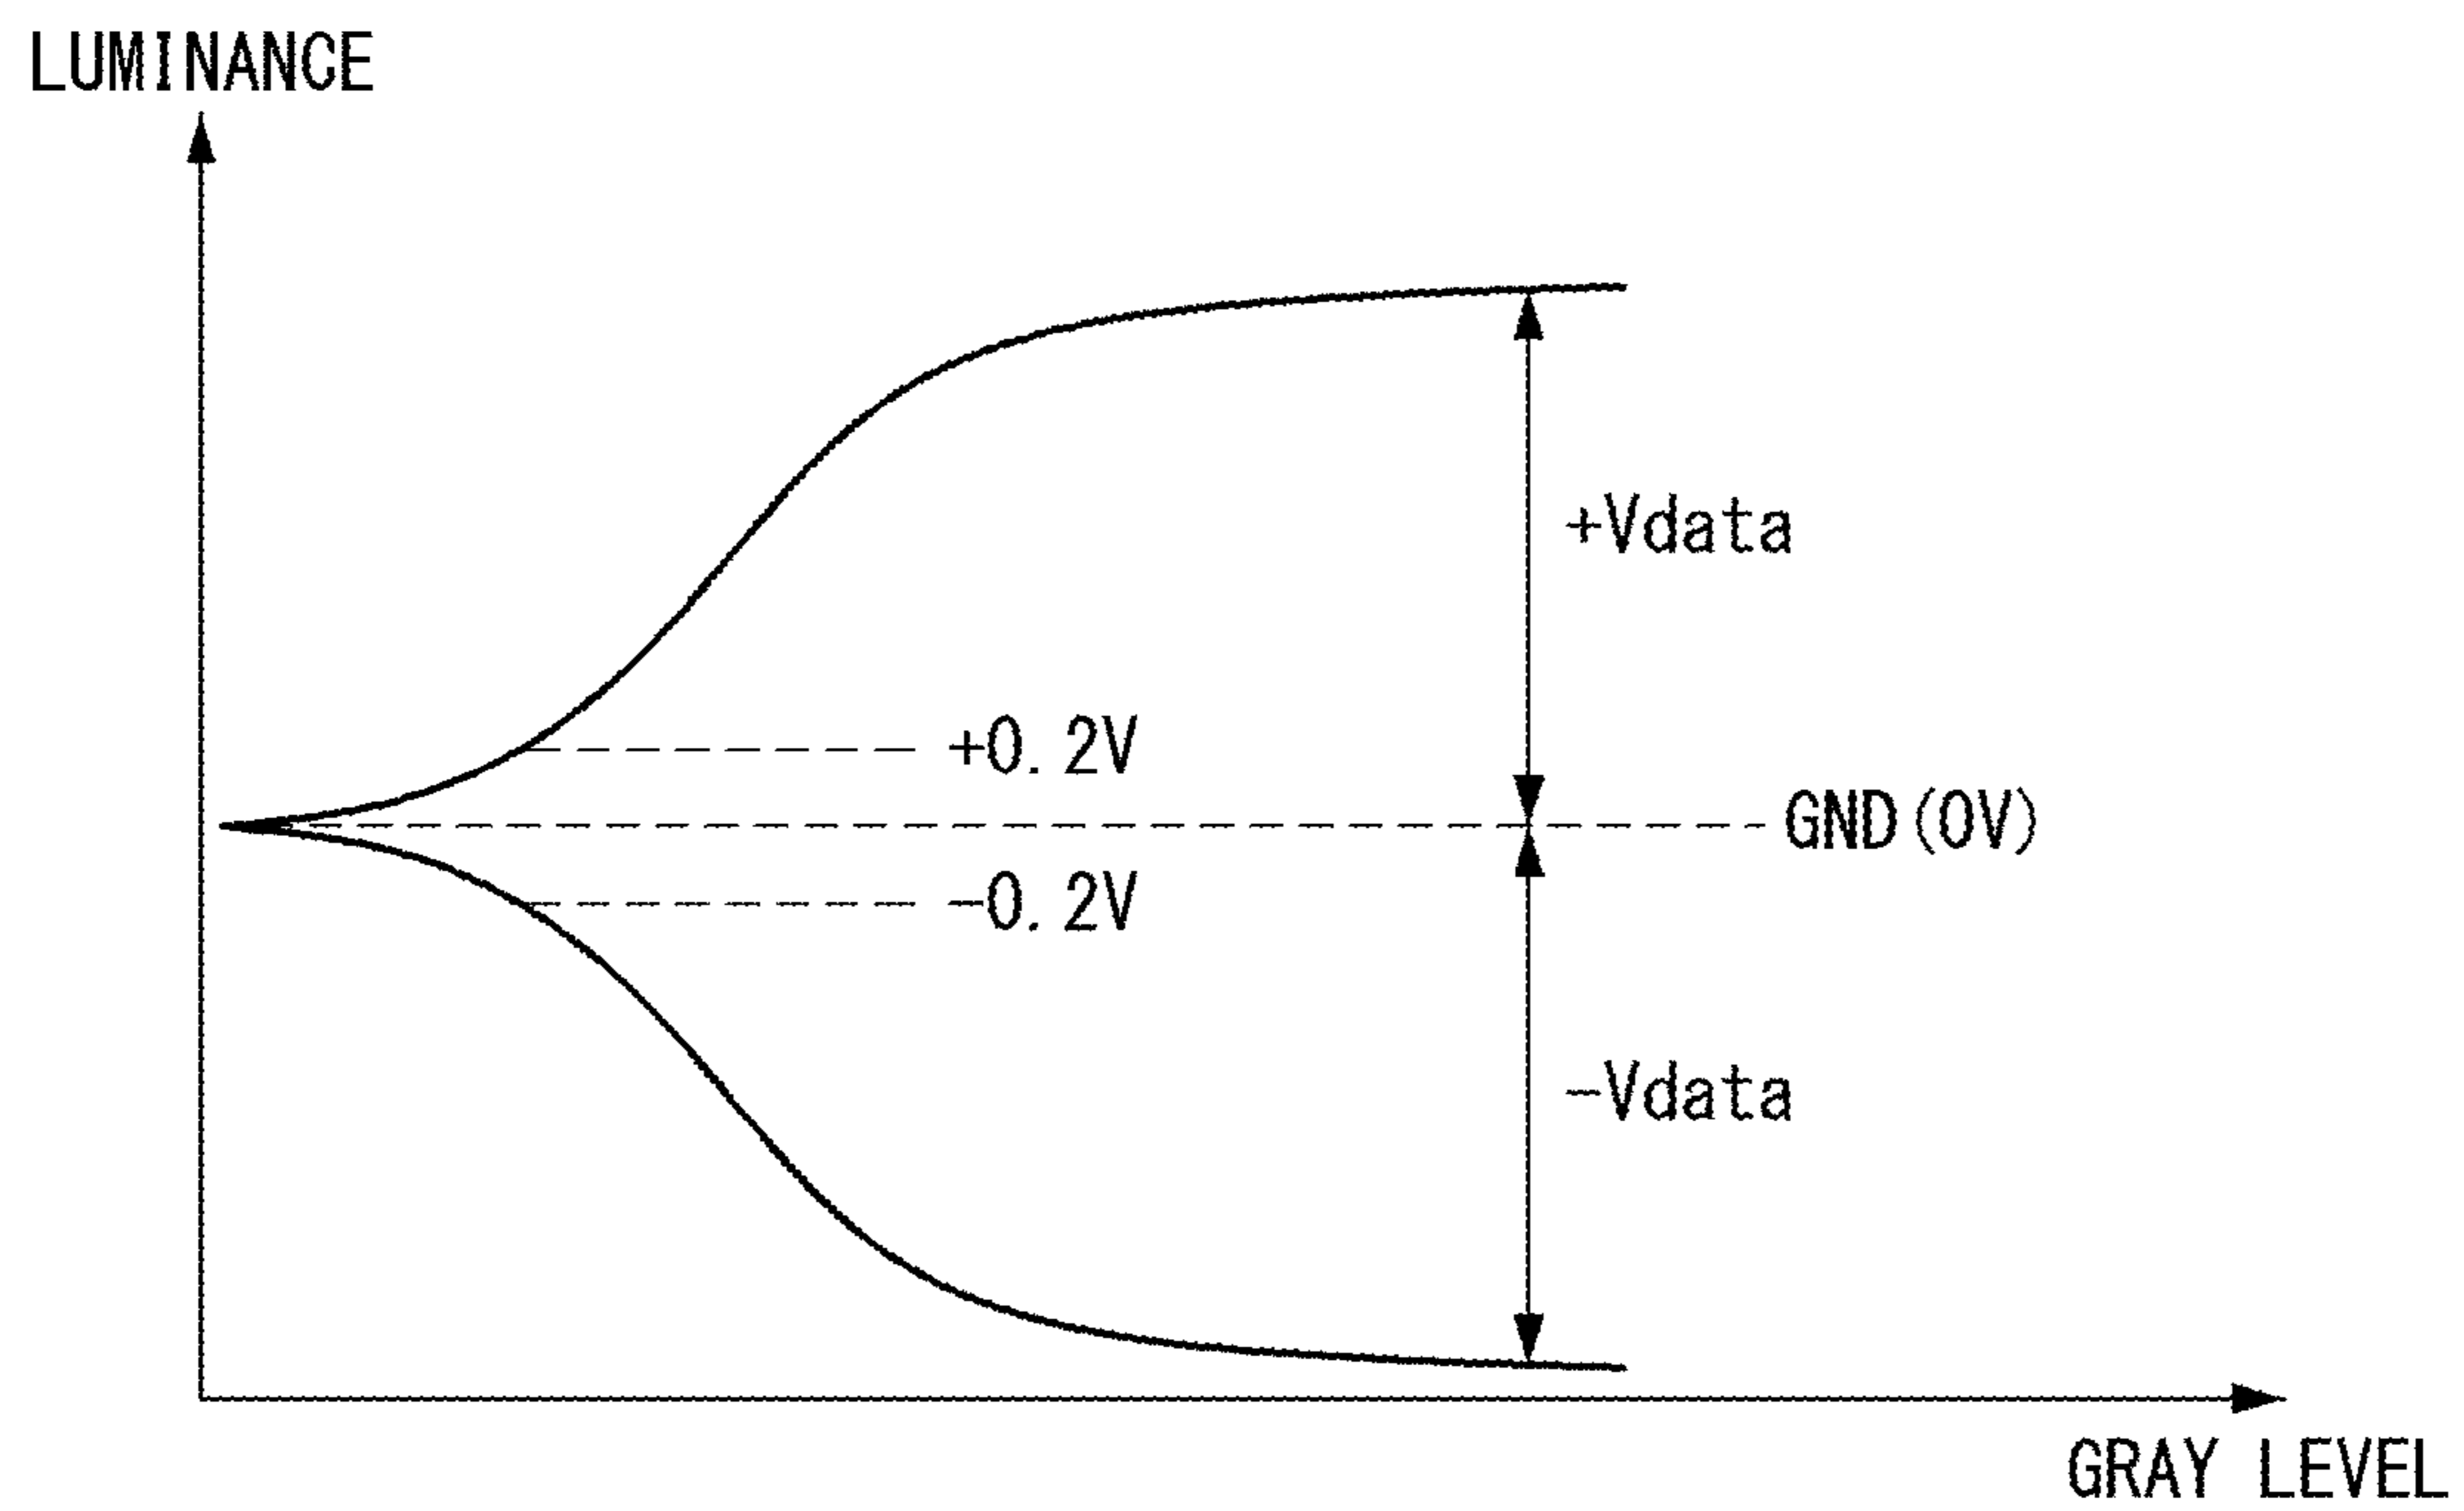 LUMINANCE
+Vdata
+0.2V
GND(0V)
-0.2V
-Vdata
GRAY LEVEL